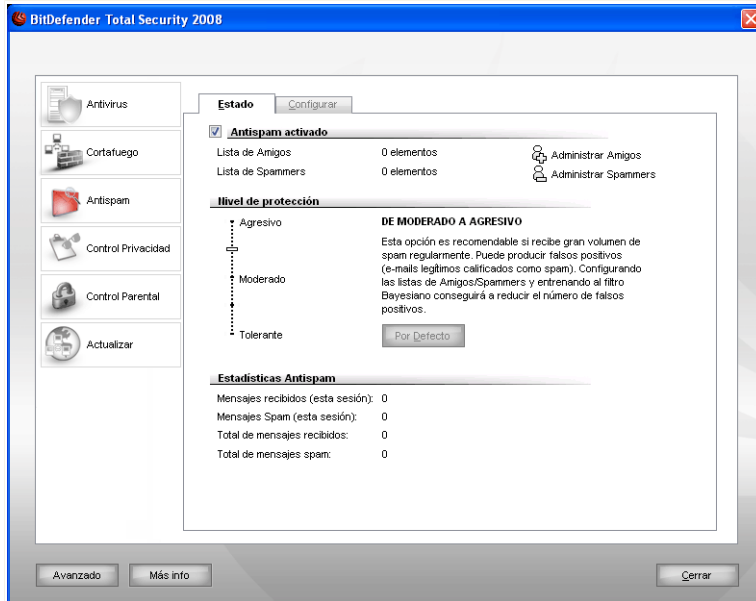 BitDefender Total Security 2008
Antivirus
Cortafuego
Antispam
Control Privacidad
Control Parental
Actualizar
Estado
Configurar
Antispam activado
Lista de Amigos 0 elementos Administrar Amigos
Lista de Spammers 0 elementos Administrar Spammers
Nivel de protección
Agresivo
Moderado
Tolerante
DE MODERADO A AGRESIVO
Esta opción es recomendable si recibe gran volumen de
spam regularmente. Puede producir falsos positivos
(e-mails legítimos calificados como spam). Configurando
las listas de Amigos/Spammers y entrenando al filtro
Bayesiano conseguirá a reducir el número de falsos
positivos.
Por Defecto
Estadísticas Antispam
Mensajes recibidos (esta sesión): 0
Mensajes Spam (esta sesión): 0
Total de mensajes recibidos: 0
Total de mensajes spam: 0
Avanzado
Más info
Cerrar